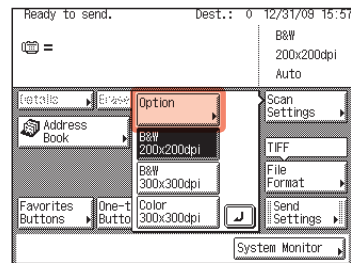 Ready to send. Dest.: 0 12/31/09 15:57
B&W
200x200dpi
Auto
Details
Erase
Option
Scan
Settings
Address
Book
B&W
200x200dpi
TIFF
B&W
300x300dpi
File
Format
Favorites
Buttons
One-t
Butto
Color
300x300dpi
Send
Settings
System Monitor